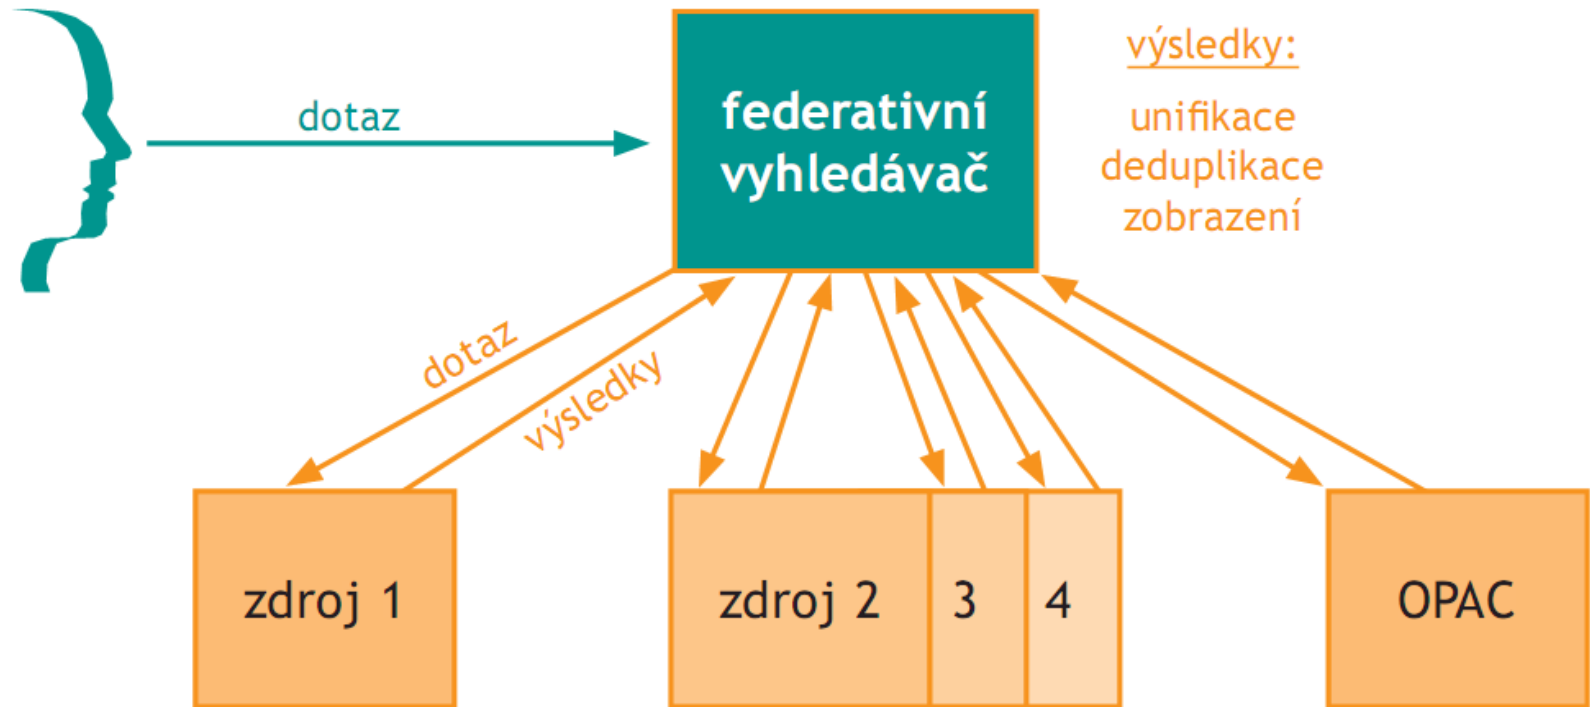 dotaz
federativní
vyhledávač
výsledky:
unifikace
deduplikace
zobrazení
dotaz
výsledky
zdroj 1
zdroj 2
3
4
OPAC